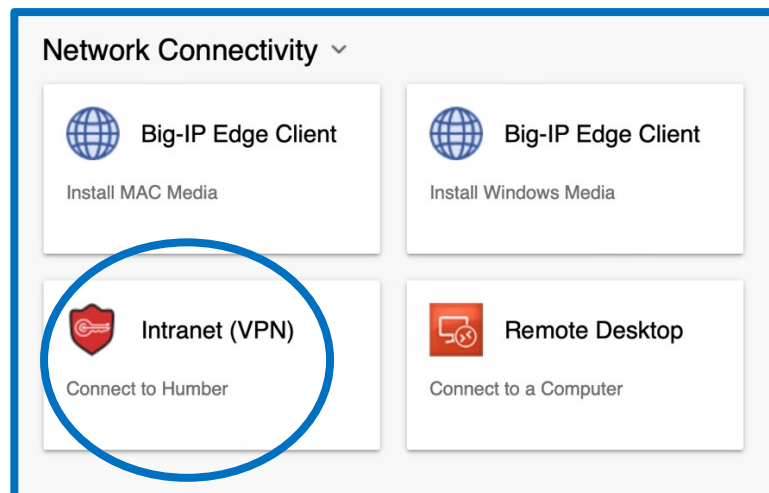 Network Connectivity
Big-IP Edge Client
Install MAC Media
Big-IP Edge Client
Install Windows Media
Intranet (VPN)
Connect to Humber
Remote Desktop
Connect to a Computer